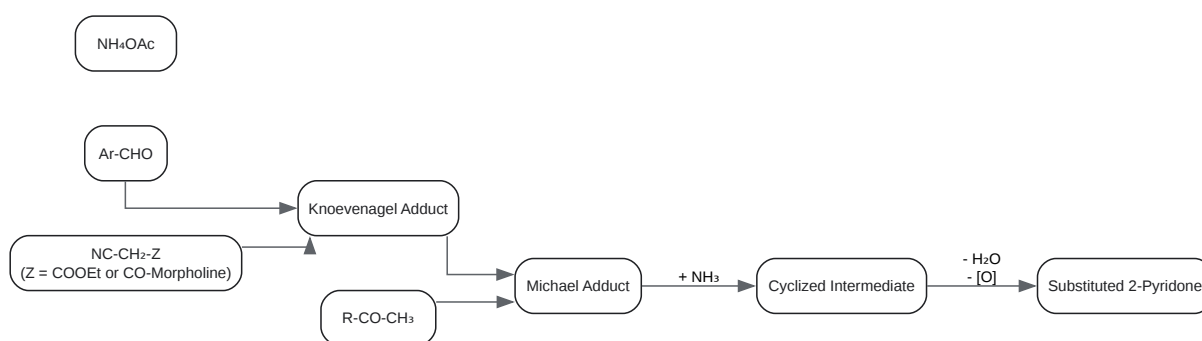 NH₄OAc
Ar-CHO
Knoevenagel Adduct
NC-CH₂-Z
(Z = COOEt or CO-Morpholine)
R-CO-CH₃
Michael Adduct
+ NH₃
Cyclized Intermediate
- H₂O
- [O]
Substituted 2-Pyridone